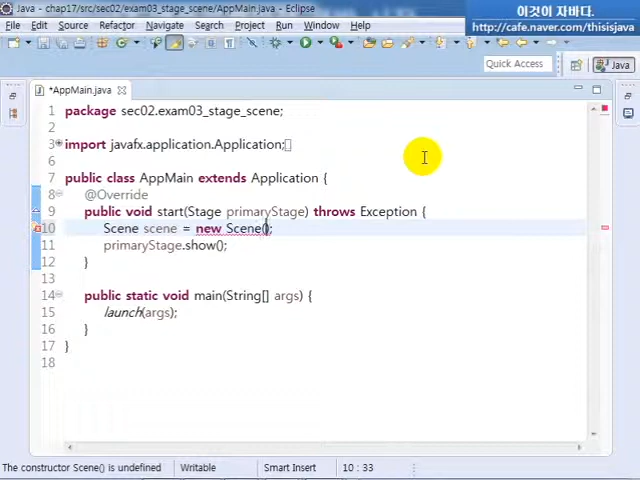 Java - chap17/src/sec02/exam03_stage_scene/AppMain.java - Eclipse
이것이 자바다.
http://cafe.naver.com/thisisjava
File Edit Source Refactor Navigate Search Project Run Window Help
Quick Access
Java
*AppMain.java
1 package sec02.exam03_stage_scene;
2
3 import javafx.application.Application;
6
7 public class AppMain extends Application {
8 @Override
9 public void start(Stage primaryStage) throws Exception {
10 Scene scene = new Scene();
11 primaryStage.show();
12 }
13
14 public static void main(String[] args) {
15 launch(args);
16 }
17 }
18
The constructor Scene() is undefined
Writable
Smart Insert
10 : 33